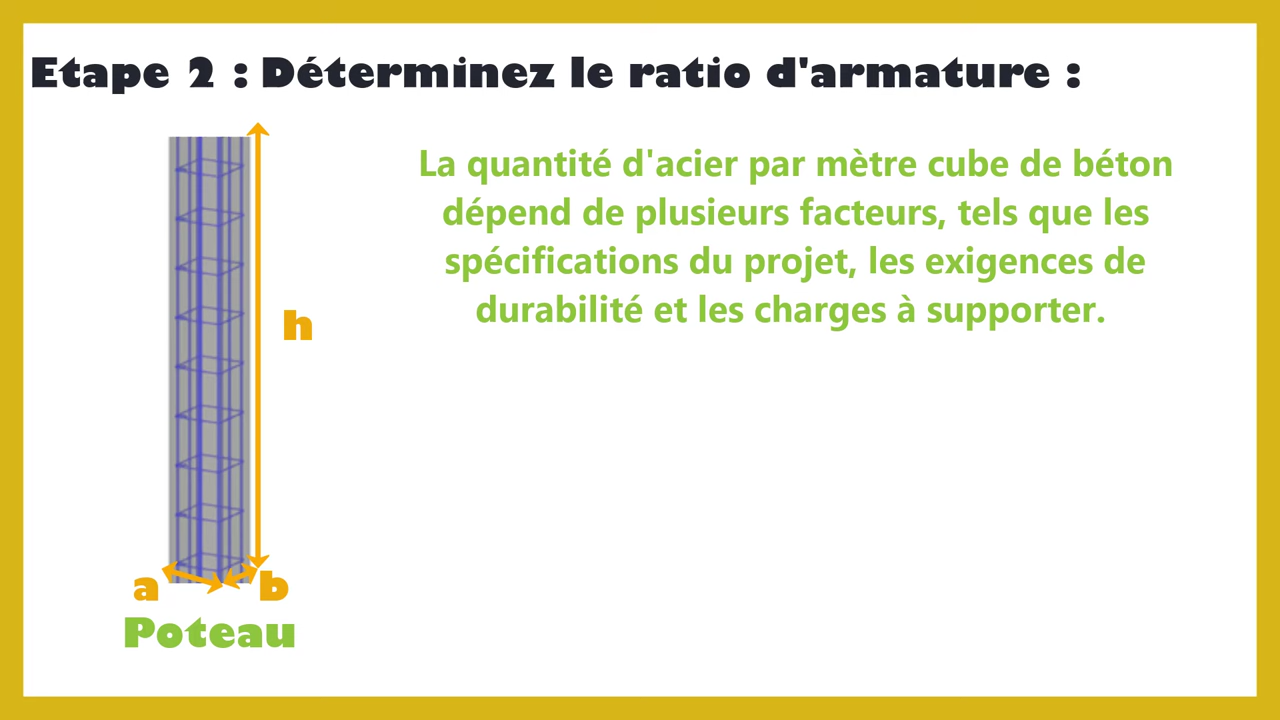 Etape 2 : Déterminez le ratio d'armature :
La quantité d'acier par mètre cube de béton
dépend de plusieurs facteurs, tels que les
spécifications du projet, les exigences de
durabilité et les charges à supporter.
h
a
b
Poteau